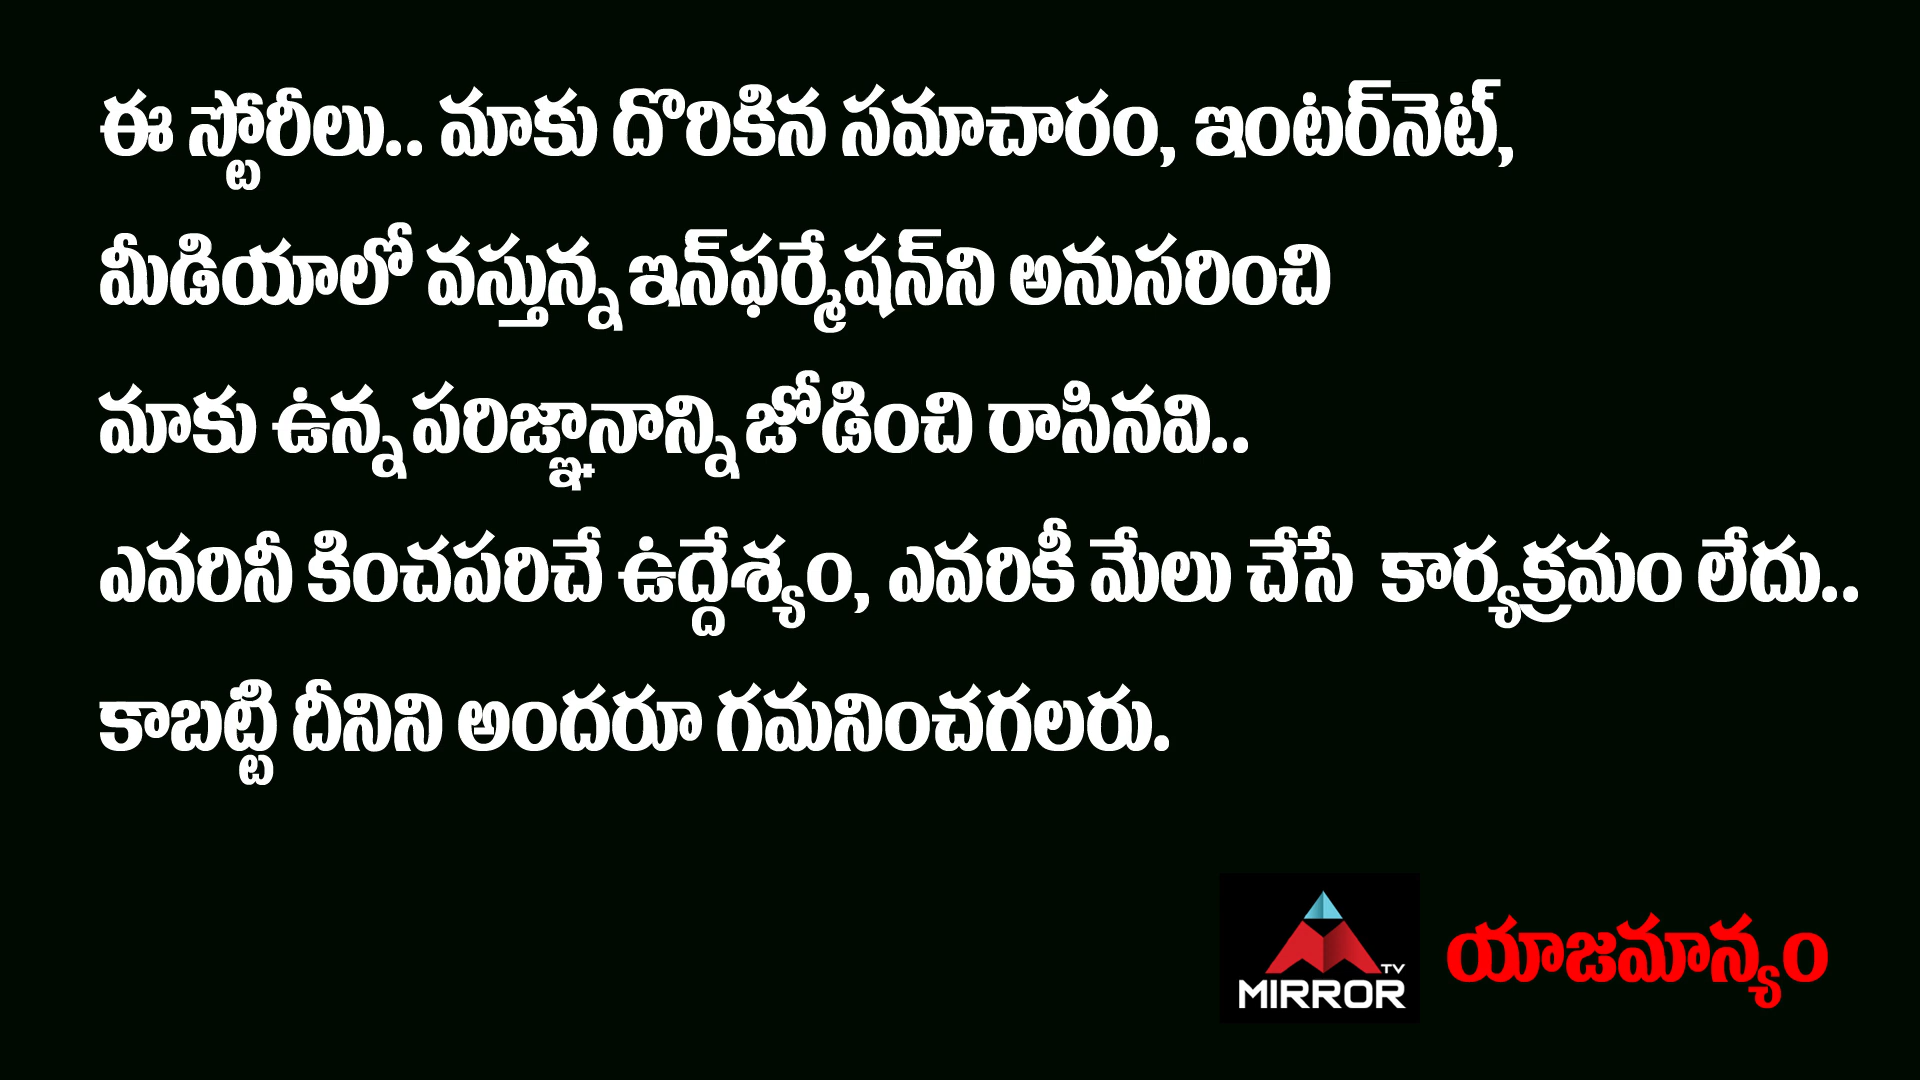 ఈ స్టోరీలు.. మాకు దొరికిన సమాచారం, ఇంటర్‌నెట్,
మీడియాలో వస్తున్న ఇన్‌ఫర్మేషన్‌ని అనుసరించి
మాకు ఉన్న పరిజ్ఞానాన్ని జోడించి రాసినవి..
ఎవరినీ కించపరిచే ఉద్దేశ్యం, ఎవరికీ మేలు చేసే కార్యక్రమం లేదు..
కాబట్టి దీనిని అందరూ గమనించగలరు.
TV
MIRROR యాజమాన్యం